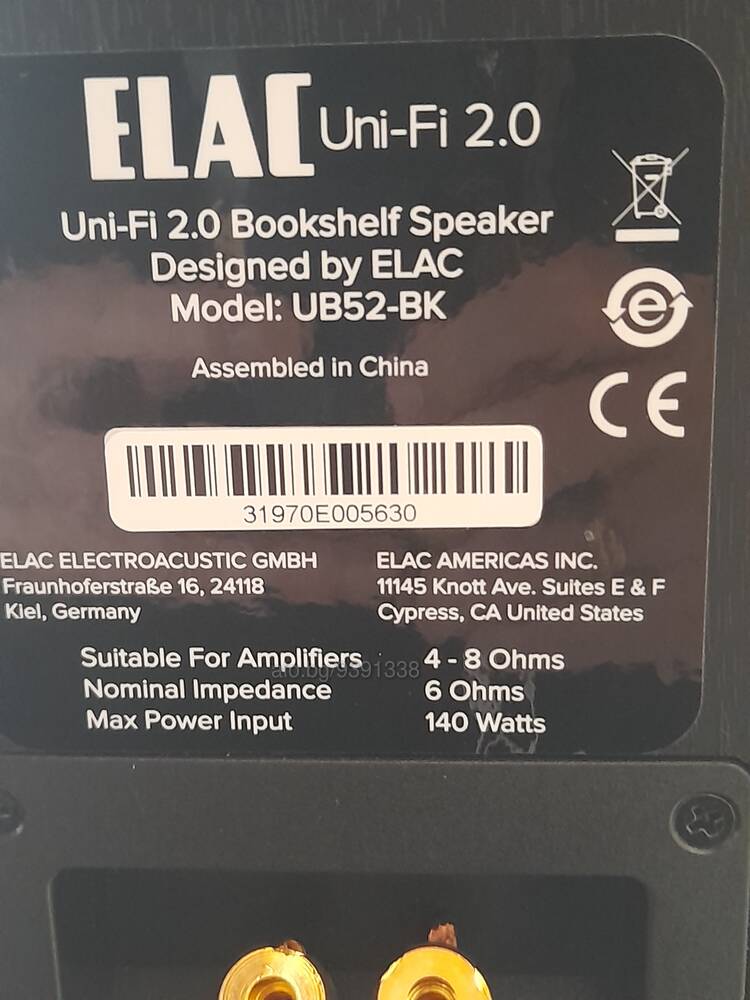 ELAC Uni-Fi 2.0
Uni-Fi 2.0 Bookshelf Speaker
Designed by ELAC
Model: UB52-BK
Assembled in China
e
CE
31970E005630
ELAC ELECTROACUSTIC GMBH
Fraunhoferstraße 16, 24118
Kiel, Germany
ELAC AMERICAS INC.
11145 Knott Ave. Suites E & F
Cypress, CA United States
Suitable For Amplifiers 4 - 8 Ohms
alo.bg/9391338
Nominal Impedance 6 Ohms
Max Power Input 140 Watts